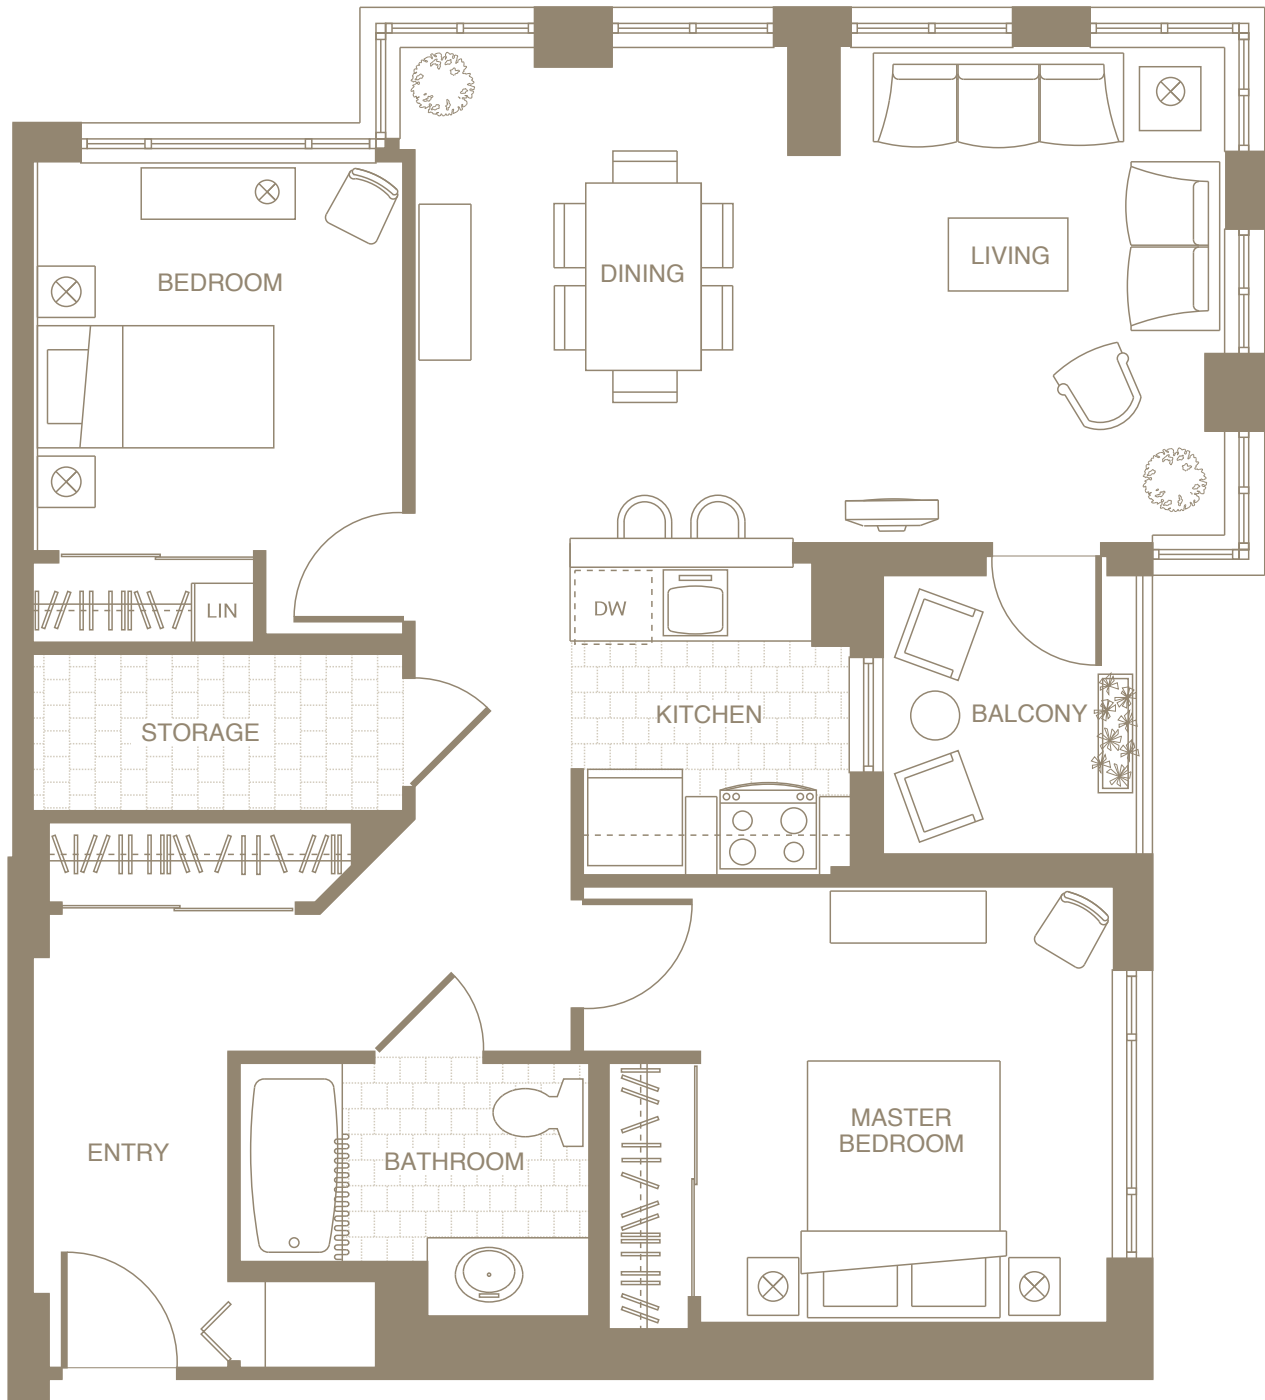 LIVING
DINING
BEDROOM
LIN
DW
STORAGE
KITCHEN
BALCONY
MASTER
BEDROOM
ENTRY
BATHROOM